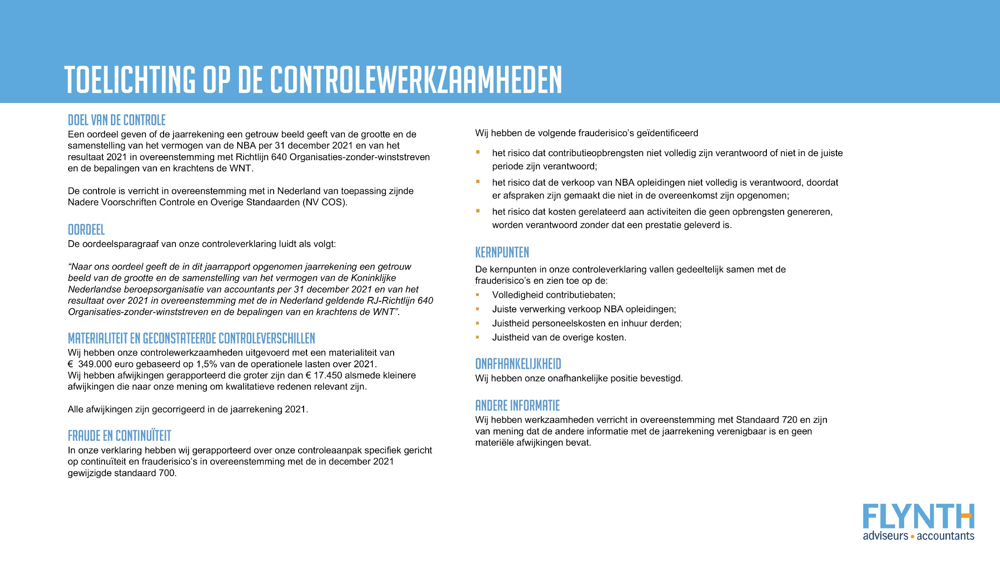 TOELICHTING OP DE CONTROLEWERKZAAMHEDEN
DOEL VAN DE CONTROLE
Een oordeel geven of de jaarrekening een getrouw beeld geeft van de grootte en de
samenstelling van het vermogen van de NBA per 31 december 2021 en van het
resultaat 2021 in overeenstemming met Richtlijn 640 Organisaties-zonder-winststreven
en de bepalingen van en krachtens de WNT.
De controle is verricht in overeenstemming met in Nederland van toepassing zijnde
Nadere Voorschriften Controle en Overige Standaarden (NV COS).
OORDEEL
De oordeelsparagraaf van onze controleverklaring luidt als volgt:
“Naar ons oordeel geeft de in dit jaarrapport opgenomen jaarrekening een getrouw
beeld van de grootte en de samenstelling van het vermogen van de Koninklijke
Nederlandse beroepsorganisatie van accountants per 31 december 2021 en van het
resultaat over 2021 in overeenstemming met de in Nederland geldende RJ-Richtlijn 640
Organisaties-zonder-winststreven en de bepalingen van en krachtens de WNT”.
MATERIALITEIT EN GECONSTATEERDE CONTROLEVERSCHILLEN
Wij hebben onze controlewerkzaamheden uitgevoerd met een materialiteit van
€ 349.000 euro gebaseerd op 1,5% van de operationele lasten over 2021.
Wij hebben afwijkingen gerapporteerd die groter zijn dan € 17.450 alsmede kleinere
afwijkingen die naar onze mening om kwalitatieve redenen relevant zijn.
Alle afwijkingen zijn gecorrigeerd in de jaarrekening 2021.
FRAUDE EN CONTINUÏTEIT
In onze verklaring hebben wij gerapporteerd over onze controleaanpak specifiek gericht
op continuïteit en frauderisico’s in overeenstemming met de in december 2021
gewijzigde standaard 700.
Wij hebben de volgende frauderisico’s geïdentificeerd
▪ het risico dat contributieopbrengsten niet volledig zijn verantwoord of niet in de juiste
periode zijn verantwoord;
▪ het risico dat de verkoop van NBA opleidingen niet volledig is verantwoord, doordat
er afspraken zijn gemaakt die niet in de overeenkomst zijn opgenomen;
▪ het risico dat kosten gerelateerd aan activiteiten die geen opbrengsten genereren,
worden verantwoord zonder dat een prestatie geleverd is.
KERNPUNTEN
De kernpunten in onze controleverklaring vallen gedeeltelijk samen met de
frauderisico’s en zien toe op de:
▪ Volledigheid contributiebaten;
▪ Juiste verwerking verkoop NBA opleidingen;
▪ Juistheid personeelskosten en inhuur derden;
▪ Juistheid van de overige kosten.
ONAFHANKELIJKHEID
Wij hebben onze onafhankelijke positie bevestigd.
ANDERE INFORMATIE
Wij hebben werkzaamheden verricht in overeenstemming met Standaard 720 en zijn
van mening dat de andere informatie met de jaarrekening verenigbaar is en geen
materiële afwijkingen bevat.
FLYNTH
adviseurs • accountants